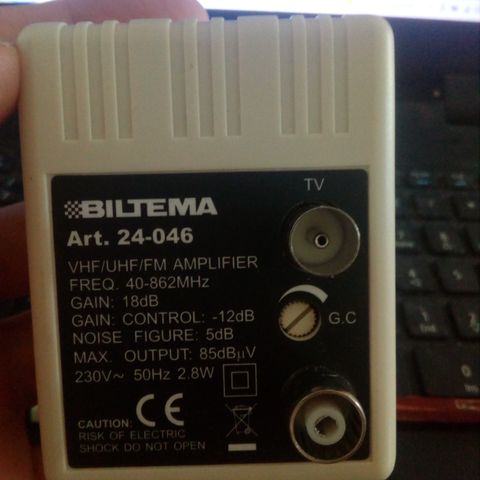 BILTEMA
Art. 24-046
VHF/UHF/FM AMPLIFIER
FREQ. 40-862MHz
GAIN: 18dB
GAIN: CONTROL: -12dB
NOISE FIGURE: 5dB
MAX. OUTPUT: 85dBµV
230V~ 50Hz 2.8W
CAUTION:
RISK OF ELECTRIC
SHOCK DO NOT OPEN
CE
TV
G.C